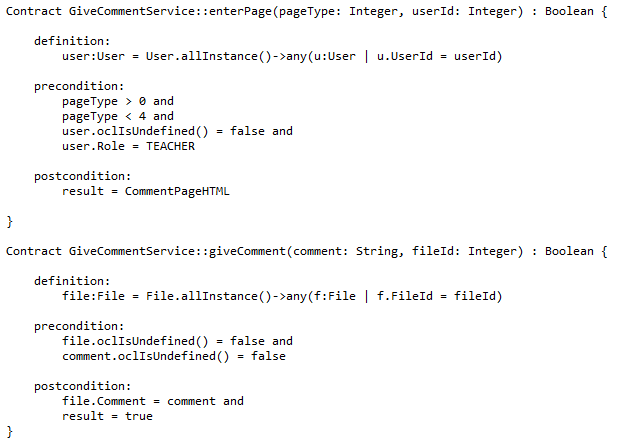 Contract GiveCommentService::enterPage(pageType: Integer, userId: Integer) : Boolean {
definition:
user:User = User.allInstance()->any(u:User | u.UserId = userId)
precondition:
pageType > 0 and
pageType < 4 and
user.oclIsUndefined() = false and
user.Role = TEACHER
postcondition:
result = CommentPageHTML
}
Contract GiveCommentService::giveComment(comment: String, fileId: Integer) : Boolean {
definition:
file:File = File.allInstance()->any(f:File | f.FileId = fileId)
precondition:
file.oclIsUndefined() = false and
comment.oclIsUndefined() = false
postcondition:
file.Comment = comment and
result = true
}